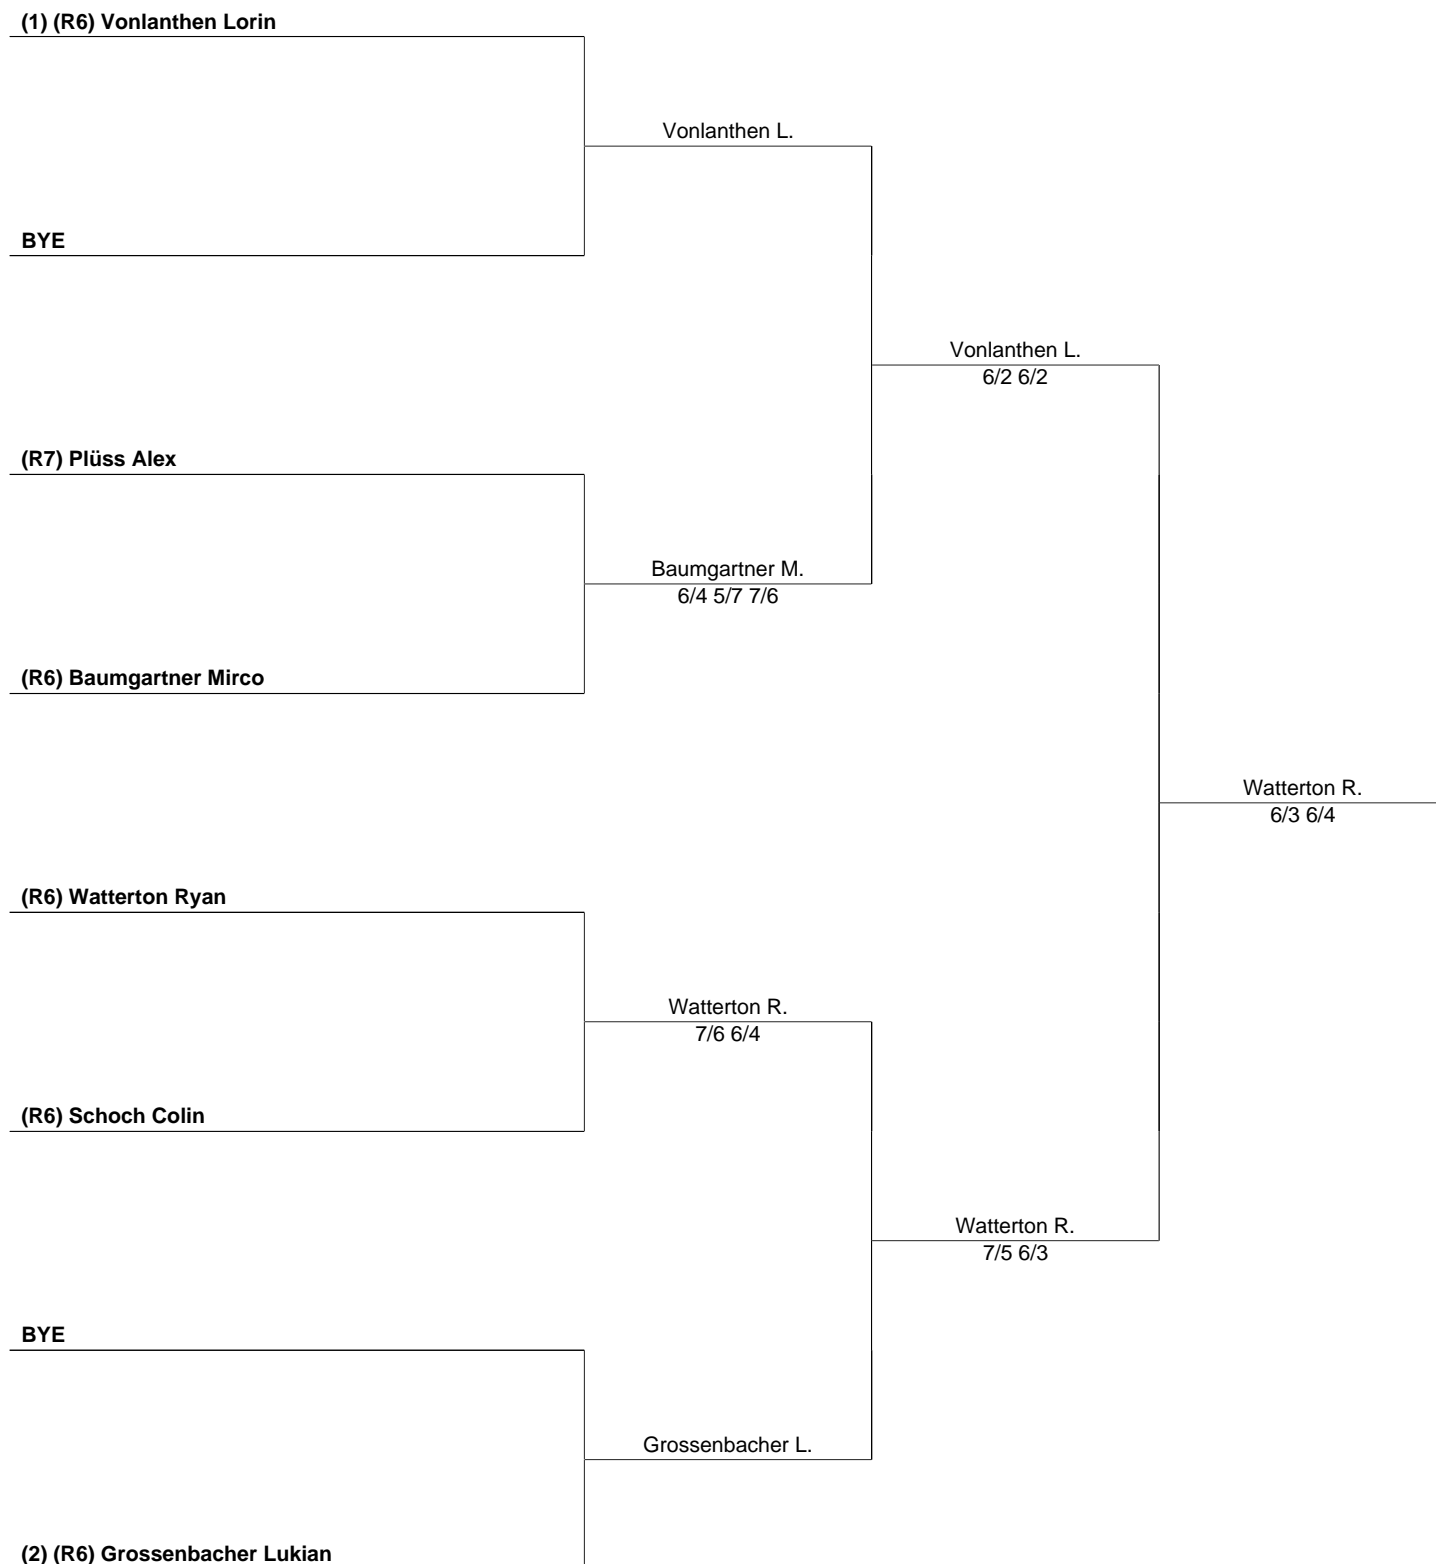 (1) (R6) Vonlanthen Lorin
Vonlanthen L.
BYE
Vonlanthen L.
6/2 6/2
(R7) Plüss Alex
Baumgartner M.
6/4 5/7 7/6
(R6) Baumgartner Mirco
Watterton R.
6/3 6/4
(R6) Watterton Ryan
Watterton R.
7/6 6/4
(R6) Schoch Colin
Watterton R.
7/5 6/3
BYE
Grossenbacher L.
(2) (R6) Grossenbacher Lukian